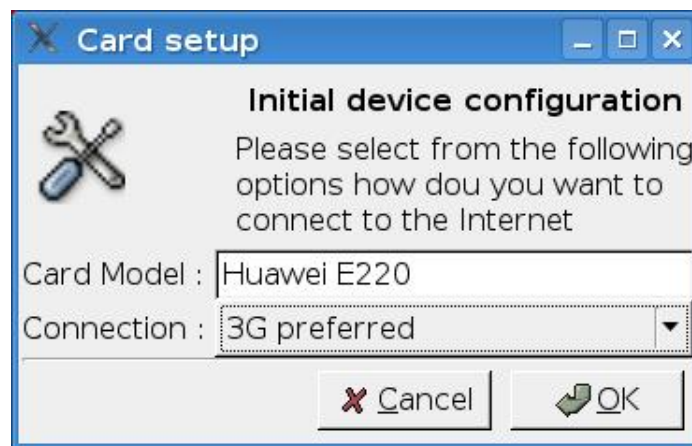 Card setup
Initial device configuration
Please select from the following
options how dou you want to
connect to the Internet
Card Model : Huawei E220
Connection : 3G preferred
Cancel OK